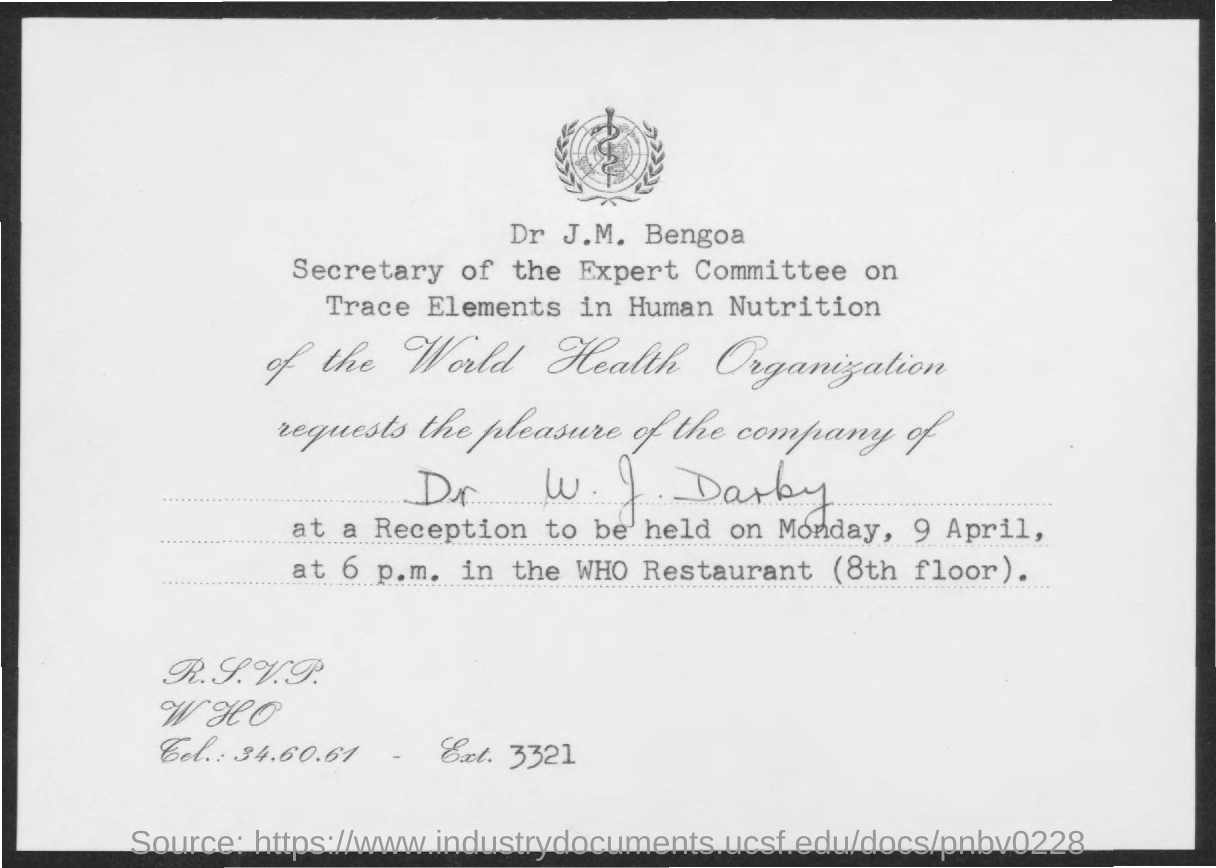 Dr J.M. Bengoa
Secretary of the Expert Committee on
Trace Elements in Human Nutrition
of the World Health Organization
requests the pleasure of the company of
Dr W. J. Darby
at a Reception to be held on Monday, 9 April,
at 6 p.m. in the WHO Restaurant (8th floor).
R.S.V.P.
WHO
Tel.: 34.60.61 - Ext. 3321
Source: https://www.industrydocuments.ucsf.edu/docs/pnbv0228